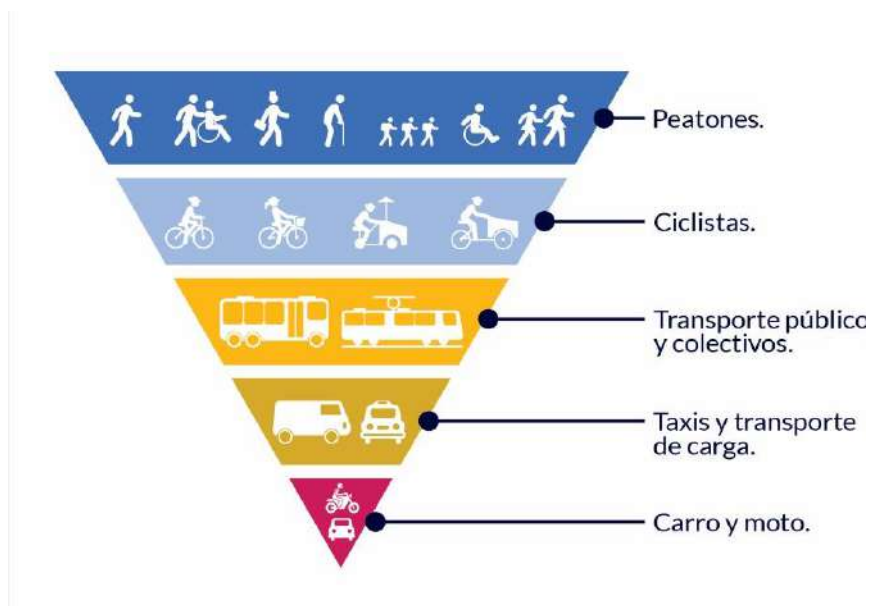 Peatones.
Ciclistas.
Transporte público
y colectivos.
Taxis y transporte
de carga.
Carro y moto.